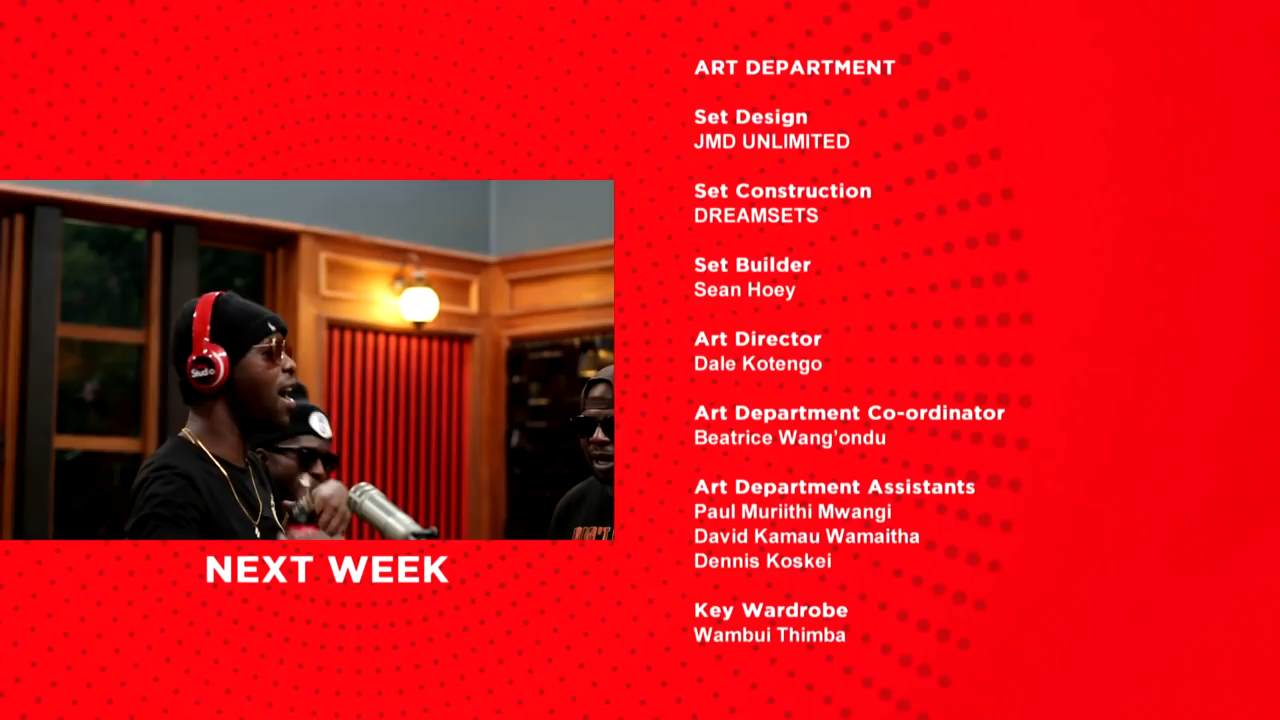 ART DEPARTMENT
Set Design
JMD UNLIMITED
Set Construction
DREAMSETS
Set Builder
Sean Hoey
Art Director
Dale Kotengo
Art Department Co-ordinator
Beatrice Wang’ondu
Art Department Assistants
Paul Muriithi Mwangi
David Kamau Wamaitha
Dennis Koskei
Key Wardrobe
Wambui Thimba
Studio
NEXT WEEK